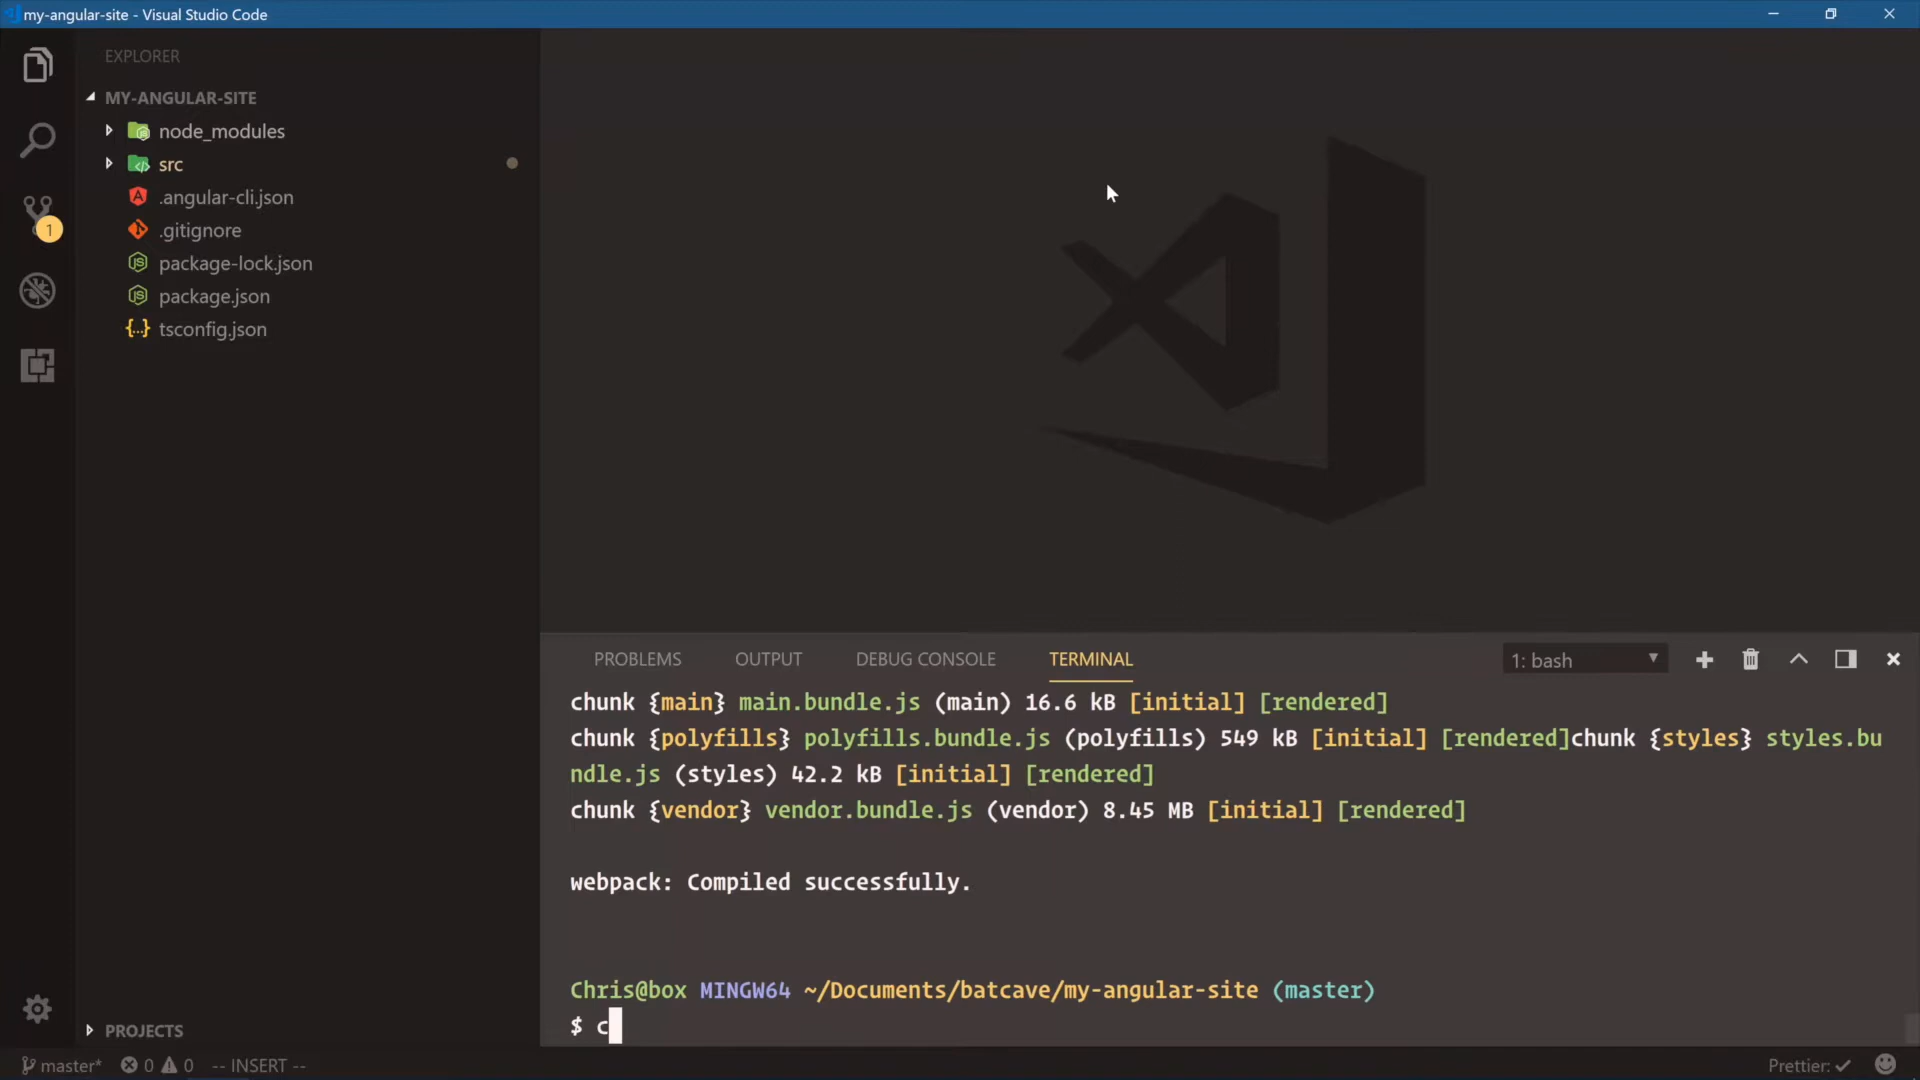 my-angular-site - Visual Studio Code
EXPLORER
MY-ANGULAR-SITE
node_modules
src
.angular-cli.json
.gitignore
1
package-lock.json
package.json
tsconfig.json
PROBLEMS OUTPUT DEBUG CONSOLE TERMINAL 1: bash
chunk {main} main.bundle.js (main) 16.6 kB [initial] [rendered]
chunk {polyfills} polyfills.bundle.js (polyfills) 549 kB [initial] [rendered]chunk {styles} styles.bu
ndle.js (styles) 42.2 kB [initial] [rendered]
chunk {vendor} vendor.bundle.js (vendor) 8.45 MB [initial] [rendered]
webpack: Compiled successfully.
Chris@box MINGW64 ~/Documents/batcave/my-angular-site (master)
$ c
PROJECTS
master* 0 0 -- INSERT -- Prettier: ✓